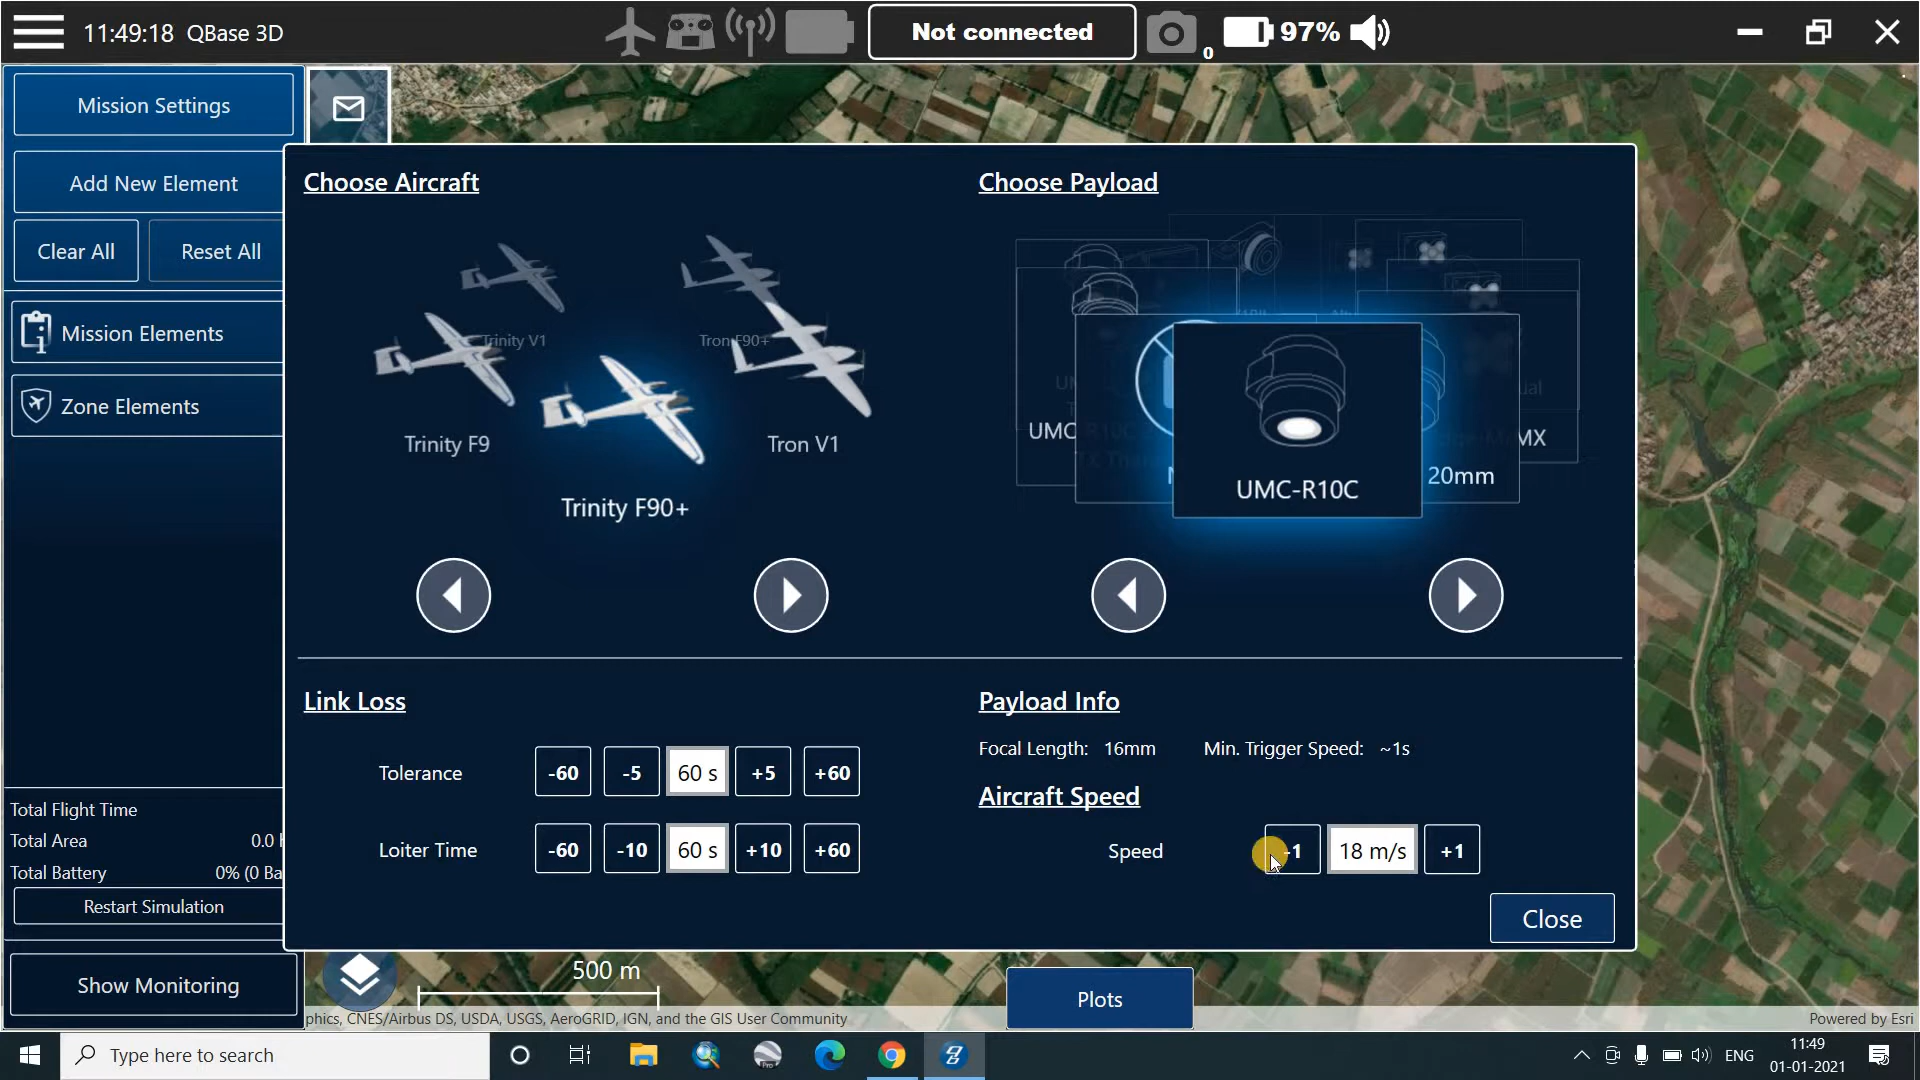 11:49:18 QBase 3D
Not connected
0
97%
Mission Settings
Add New Element
Clear All
Reset All
Mission Elements
Zone Elements
Total Flight Time
Total Area 0.0
Total Battery 0% (0 Ba
Restart Simulation
Show Monitoring
Choose Aircraft
Trinity V1
Tron F90+
Trinity F9
Tron V1
Trinity F90+
Choose Payload
UMC
MX
20mm
UMC-R10C
Link Loss
Tolerance -60 -5 60 s +5 +60
Loiter Time -60 -10 60 s +10 +60
Payload Info
Focal Length: 16mm Min. Trigger Speed: ~1s
Aircraft Speed
Speed -1 18 m/s +1
Close
500 m
Plots
phics, CNES/Airbus DS, USDA, USGS, AeroGRID, IGN, and the GIS User Community
Powered by Esri
Type here to search
Pro
ENG
11:49
01-01-2021